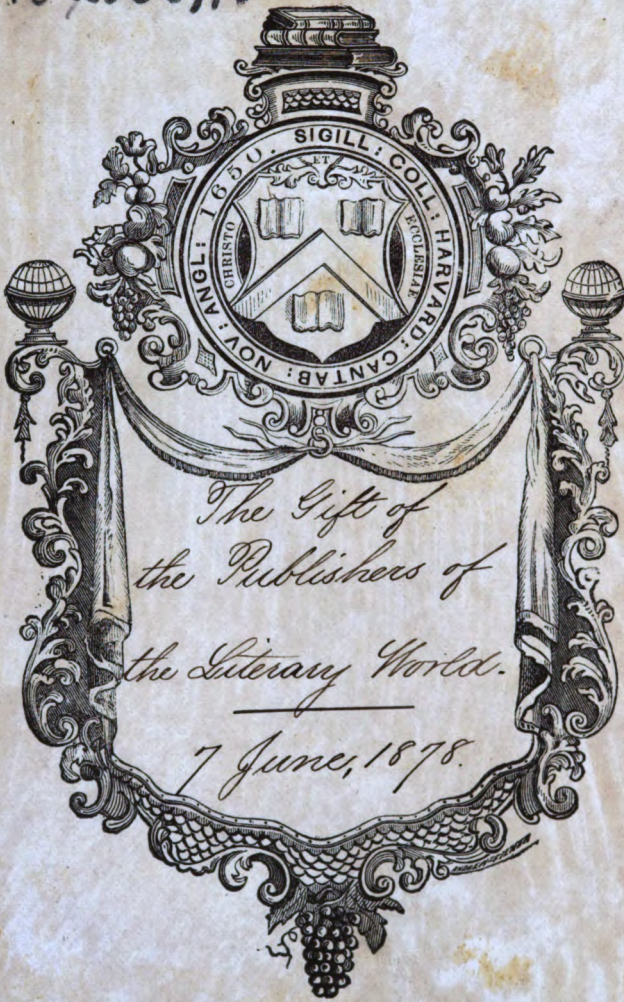 SIGILL: COLL: HARVARD: CANTAB: NOV: ANGL: 1650.
ET
CHRISTO
ECCLESIAE
The Gift of
the Publishers of
the Literary World.
7 June, 1878.